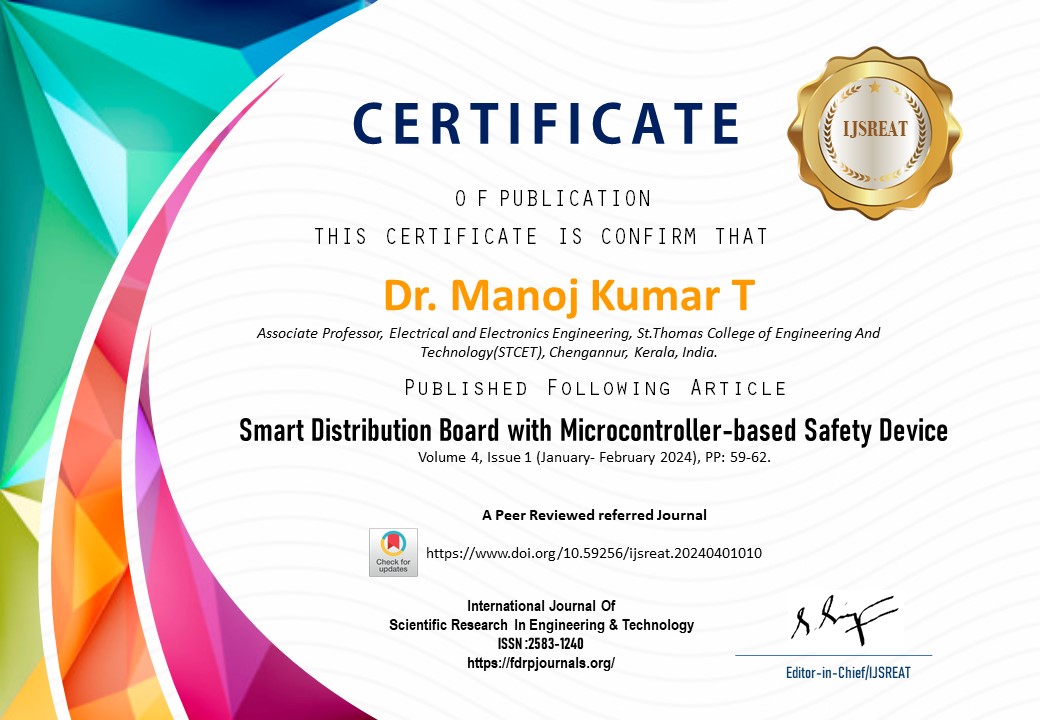 CERTIFICATE
IJSREAT
O F PUBLICATION
THIS CERTIFICATE IS CONFIRM THAT
Dr. Manoj Kumar T
Associate Professor, Electrical and Electronics Engineering, St.Thomas College of Engineering And
Technology(STCET), Chengannur, Kerala, India.
Published Following Article
Smart Distribution Board with Microcontroller-based Safety Device
Volume 4, Issue 1 (January- February 2024), PP: 59-62.
A Peer Reviewed referred Journal
Check for
updates
https://www.doi.org/10.59256/ijsreat.20240401010
International Journal Of
Scientific Research In Engineering & Technology
ISSN :2583-1240
https://fdrpjournals.org/
Editor-in-Chief/IJSREAT